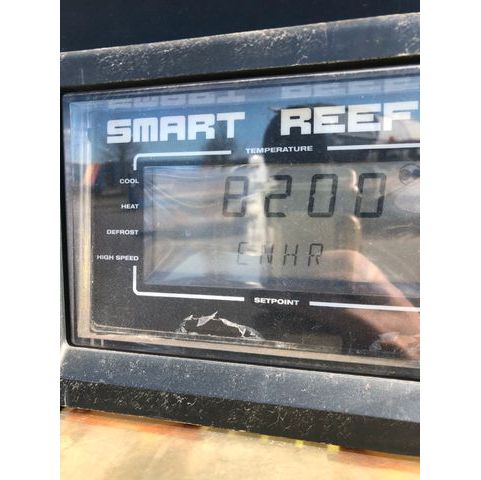 SMART REEF
TEMPERATURE
COOL
8200
HEAT
DEFROST
ENHR
HIGH SPEED
SETPOINT